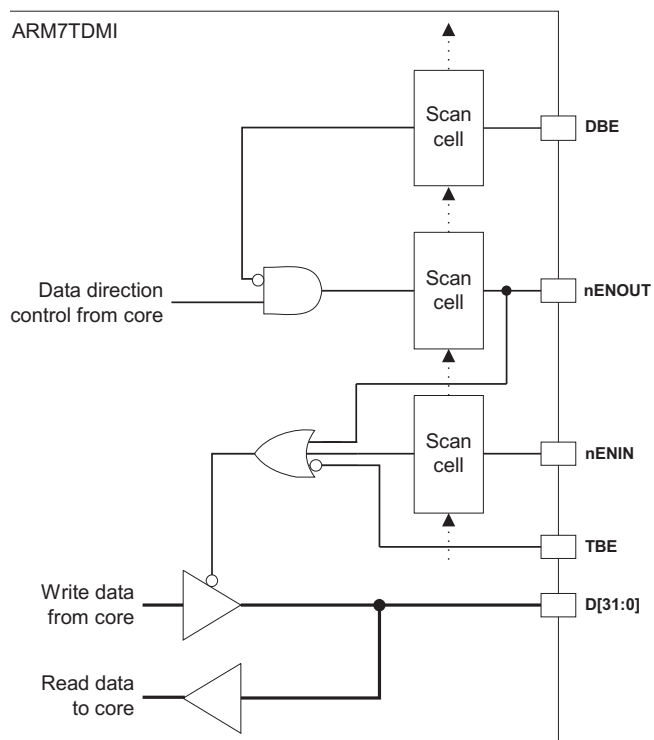 ARM7TDMI
Scan
cell
DBE
Scan
cell
nENOUT
Data direction
control from core
Scan
cell
nENIN
TBE
Write data
from core
D[31:0]
Read data
to core